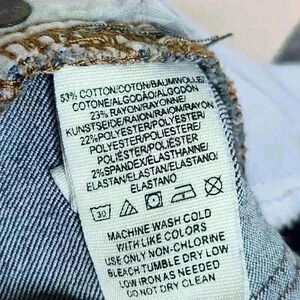 53% COTTON/COTON/BAUMWOLLE/
COTONE/ALGODÃO/ALGODON
23% RAYON/RAYONNE/
KUNSTSEIDE/RAYON/RAIOM/RAYON
22%POLYESTER/POLYESTER/
POLYESTER/POLIESTERE/
POLIÉSTER/POLIESTER
2%SPANDEX/ELASTHANNE/
ELASTAN/ELASTAN/ELASTANO/
ELASTANO
30
MACHINE WASH COLD
WITH LIKE COLORS
USE ONLY NON-CLORINE
BLEACH TUMBLE DRY LOW
LOW IRON AS NEEDED
DO NOT DRY CLEAN